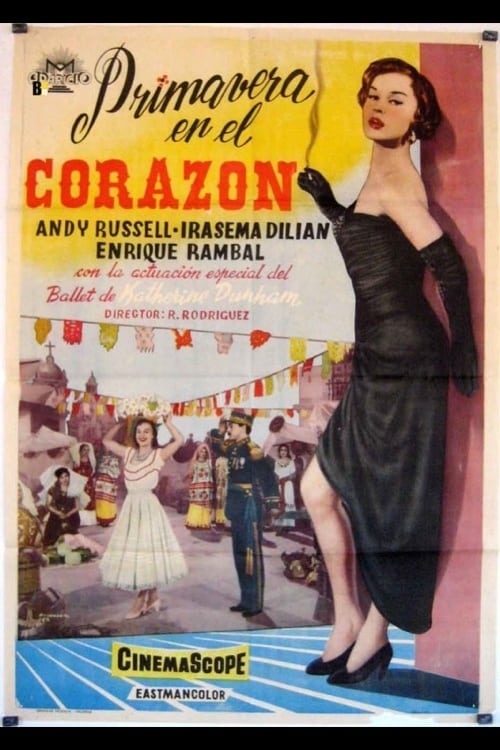 APARICIO
B
Primavera
en el
CORAZON
ANDY RUSSELL·IRASEMA DILIAN
ENRIQUE RAMBAL
con la actuación especial del
Ballet de Katherine Dunham
DIRECTOR: R. RODRIGUEZ
CINEMASCOPE
EASTMANCOLOR